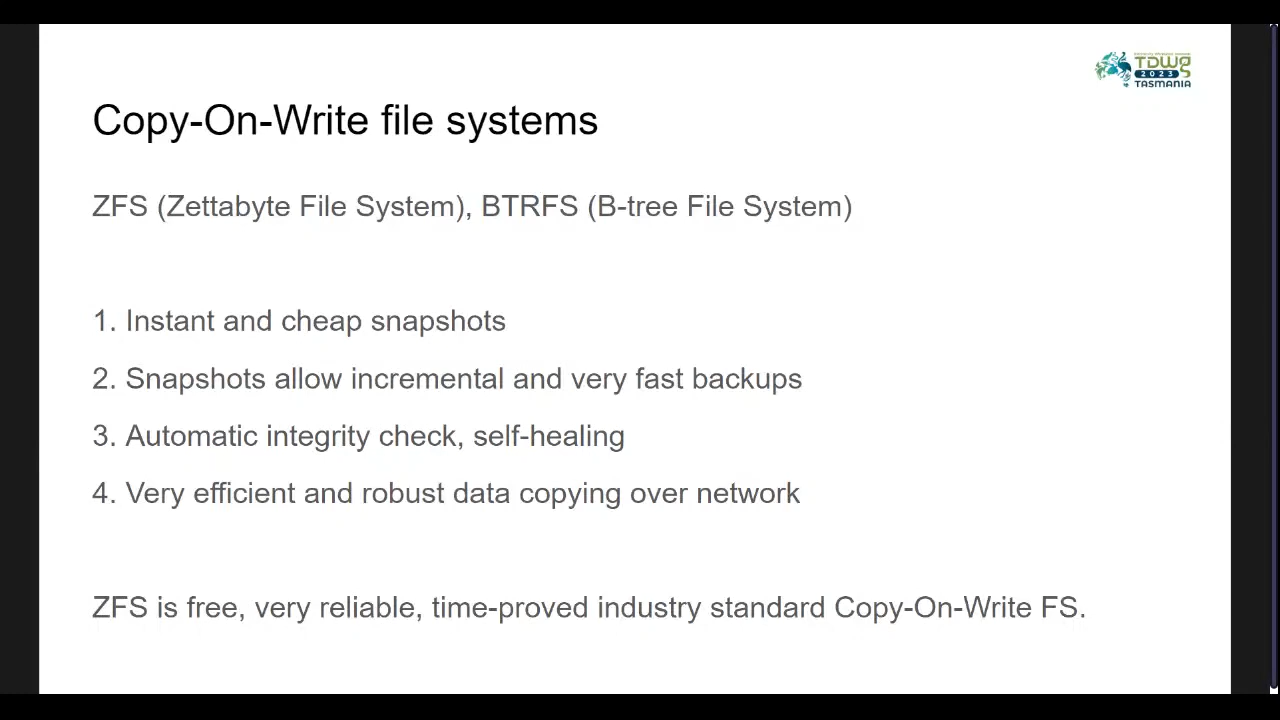 TDWG
2023
TASMANIA
Copy-On-Write file systems
ZFS (Zettabyte File System), BTRFS (B-tree File System)
1. Instant and cheap snapshots
2. Snapshots allow incremental and very fast backups
3. Automatic integrity check, self-healing
4. Very efficient and robust data copying over network
ZFS is free, very reliable, time-proved industry standard Copy-On-Write FS.